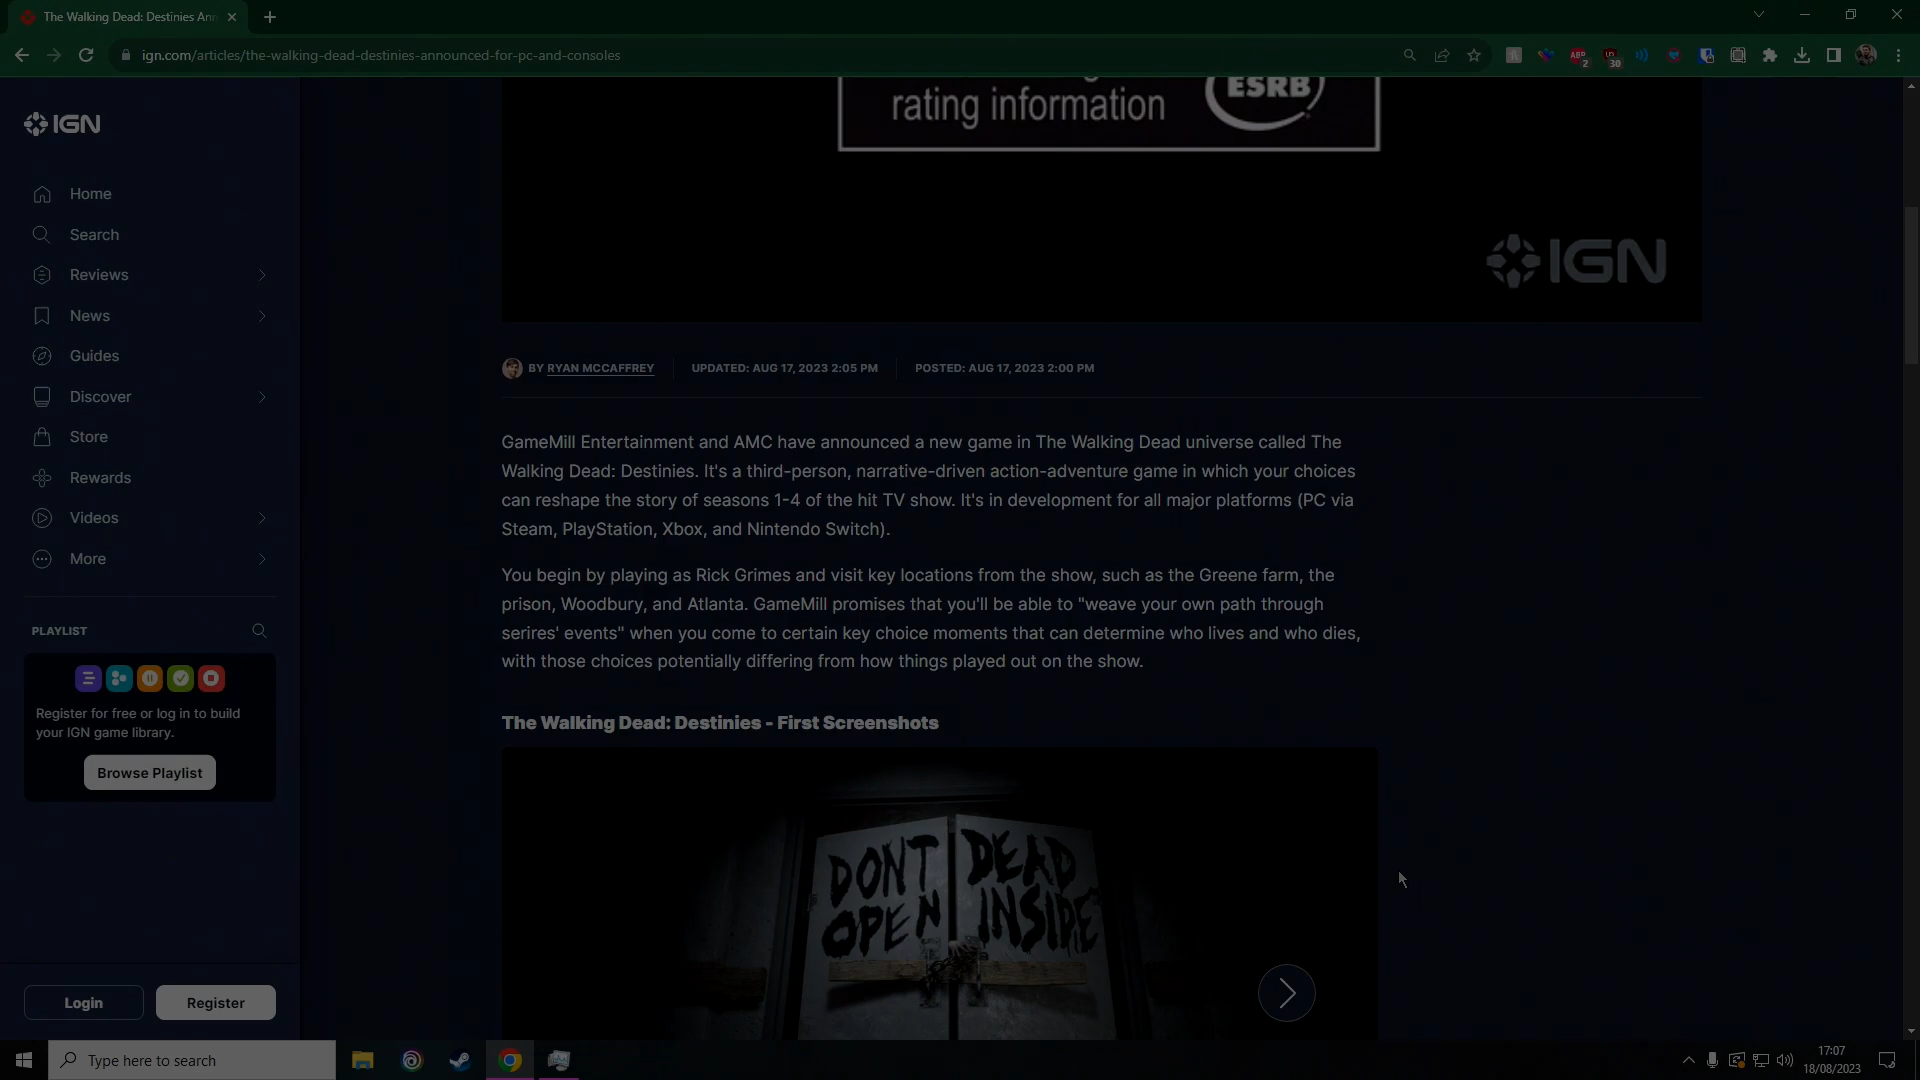 The Walking Dead: Destinies Ann
ign.com/articles/the-walking-dead-destinies-announced-for-pc-and-consoles
ABP
2
30
IGN
Home
Search
Reviews
News
Guides
Discover
Store
Rewards
Videos
More
PLAYLIST
Register for free or log in to build
your IGN game library.
Browse Playlist
Login
Register
rating information
ESRB
IGN
BY RYAN MCCAFFREY
UPDATED: AUG 17, 2023 2:05 PM
POSTED: AUG 17, 2023 2:00 PM
GameMill Entertainment and AMC have announced a new game in The Walking Dead universe called The
Walking Dead: Destinies. It's a third-person, narrative-driven action-adventure game in which your choices
can reshape the story of seasons 1-4 of the hit TV show. It's in development for all major platforms (PC via
Steam, PlayStation, Xbox, and Nintendo Switch).
You begin by playing as Rick Grimes and visit key locations from the show, such as the Greene farm, the
prison, Woodbury, and Atlanta. GameMill promises that you'll be able to "weave your own path through
serires' events" when you come to certain key choice moments that can determine who lives and who dies,
with those choices potentially differing from how things played out on the show.
The Walking Dead: Destinies - First Screenshots
DONT DEAD
OPEN INSIDE
Type here to search
17:07
18/08/2023